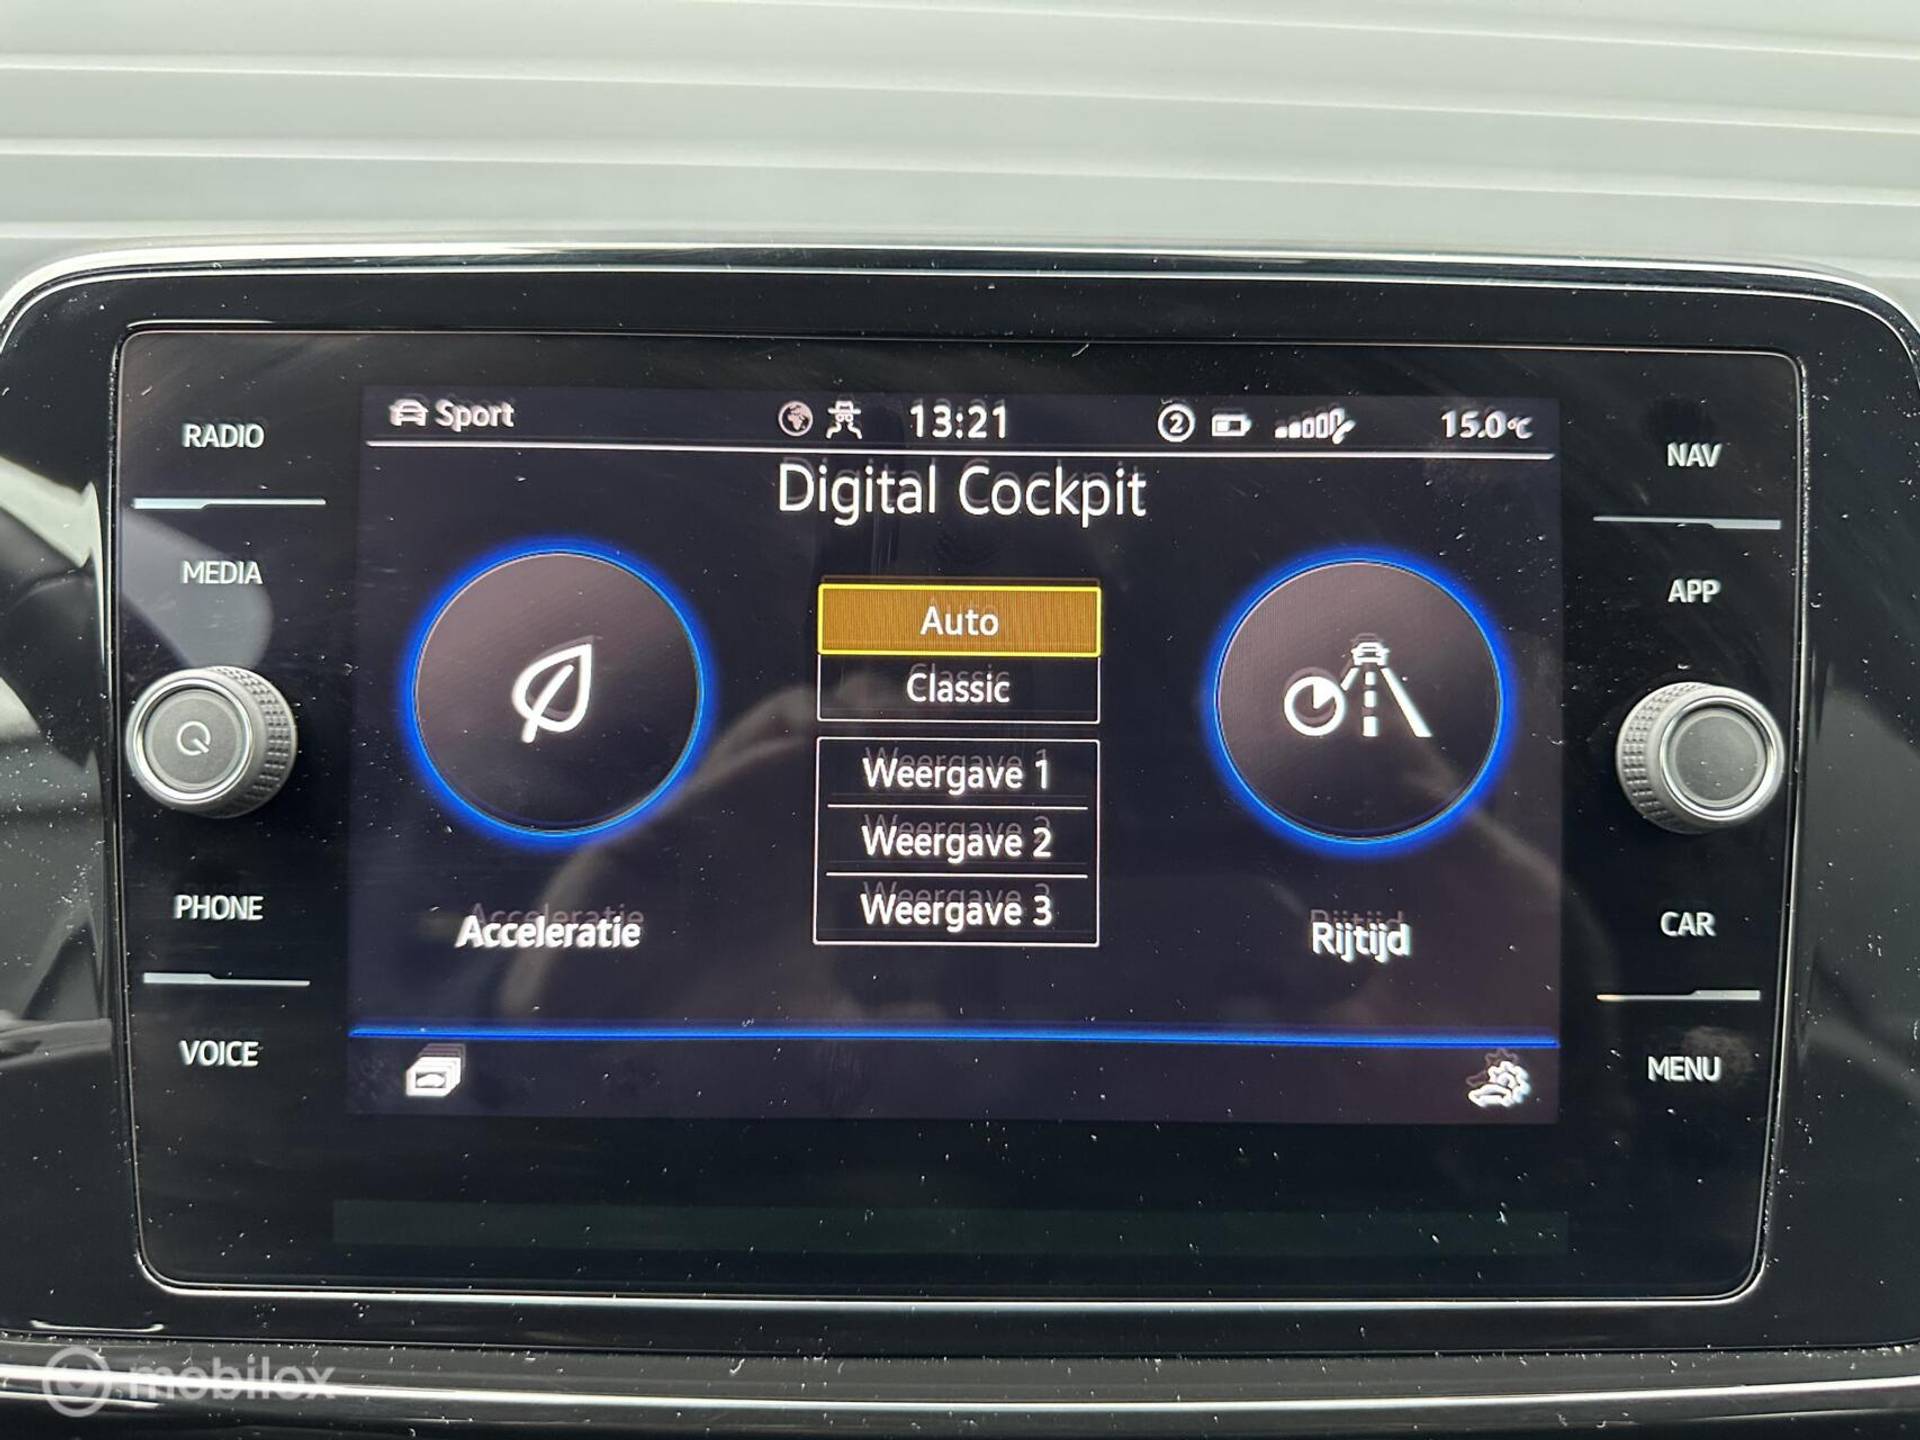 Sport 13:21 2 15.0°C
RADIO
MEDIA
PHONE
VOICE
Digital Cockpit
Auto
Classic
Weergave 1
Weergave 2
Weergave 3
Acceleratie
Rijtijd
NAV
APP
CAR
MENU
mobilox